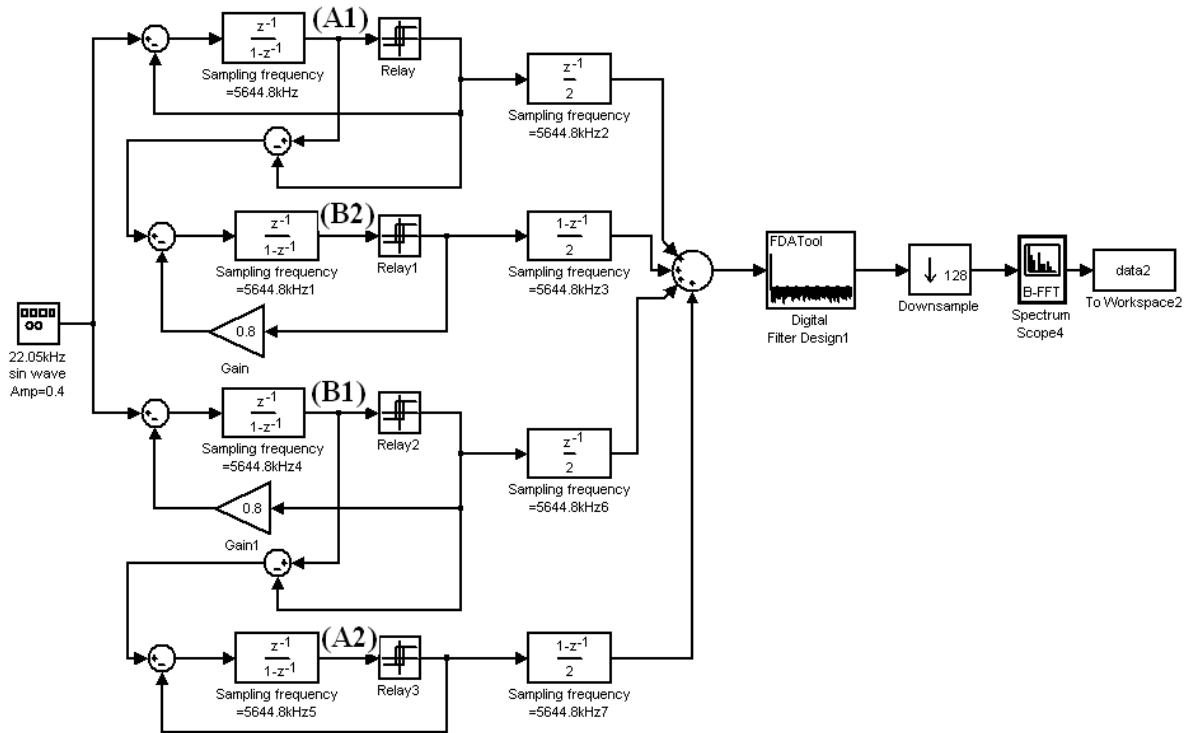 (A1)
z-1
1-z-1
Sampling frequency
=5644.8kHz
Relay
z-1
2
Sampling frequency
=5644.8kHz2
(B2)
z-1
1-z-1
Sampling frequency
=5644.8kHz1
Relay1
1-z-1
2
Sampling frequency
=5644.8kHz3
0.8
Gain
22.05kHz
sin wave
Amp=0.4
FDATool
Digital
Filter Design1
128
Downsample
B-FFT
Spectrum
Scope4
data2
To Workspace2
(B1)
z-1
1-z-1
Sampling frequency
=5644.8kHz4
Relay2
z-1
2
Sampling frequency
=5644.8kHz6
0.8
Gain1
(A2)
z-1
1-z-1
Sampling frequency
=5644.8kHz5
Relay3
1-z-1
2
Sampling frequency
=5644.8kHz7